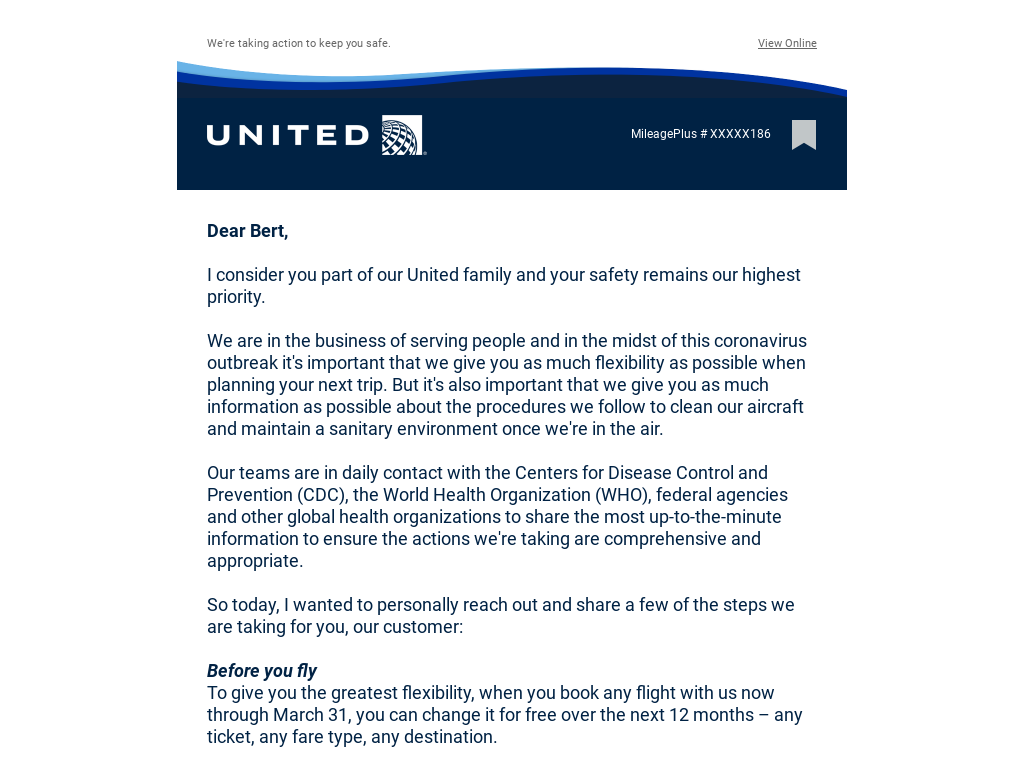 We're taking action to keep you safe.
View Online
UNITED
MileagePlus # XXXXX186
Dear Bert,
I consider you part of our United family and your safety remains our highest
priority.
We are in the business of serving people and in the midst of this coronavirus
outbreak it's important that we give you as much flexibility as possible when
planning your next trip. But it's also important that we give you as much
information as possible about the procedures we follow to clean our aircraft
and maintain a sanitary environment once we're in the air.
Our teams are in daily contact with the Centers for Disease Control and
Prevention (CDC), the World Health Organization (WHO), federal agencies
and other global health organizations to share the most up-to-the-minute
information to ensure the actions we're taking are comprehensive and
appropriate.
So today, I wanted to personally reach out and share a few of the steps we
are taking for you, our customer:
Before you fly
To give you the greatest flexibility, when you book any flight with us now
through March 31, you can change it for free over the next 12 months – any
ticket, any fare type, any destination.